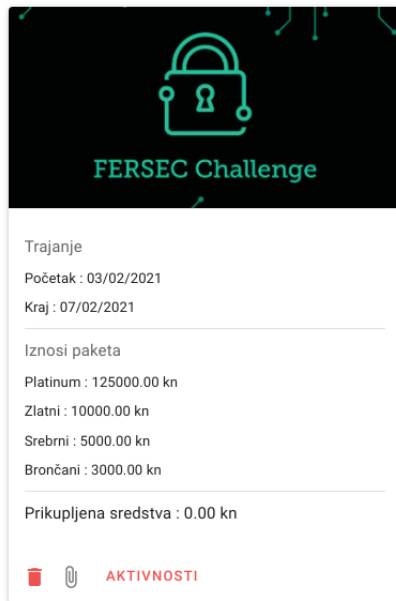 FERSEC Challenge
Trajanje
Početak : 03/02/2021
Kraj : 07/02/2021
Iznosi paketa
Platinum : 125000.00 kn
Zlatni : 10000.00 kn
Srebrni : 5000.00 kn
Brončani : 3000.00 kn
Prikupljena sredstva : 0.00 kn
AKTIVNOSTI